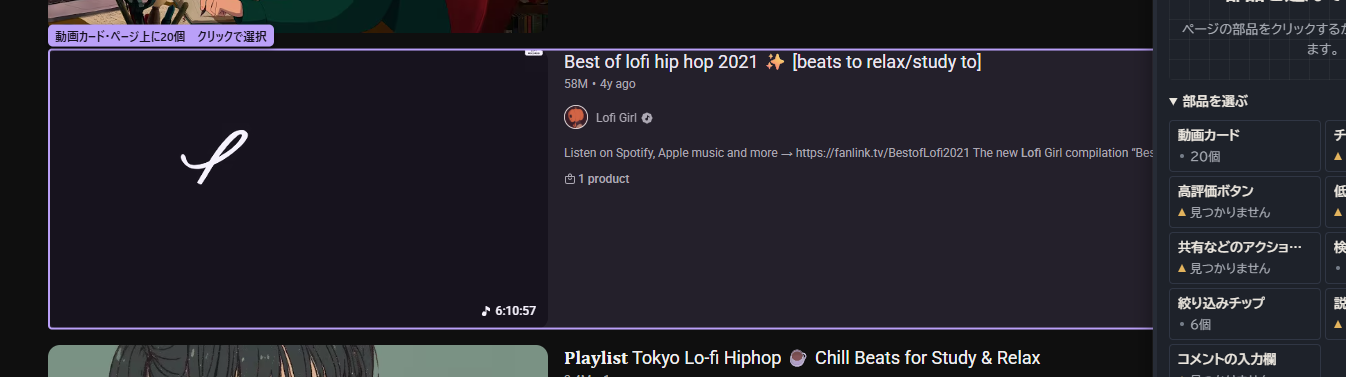 動画カード・ページ上に20個 クリックで選択
Best of lofi hip hop 2021 ✨ [beats to relax/study to]
58M • 4y ago
Lofi Girl
Listen on Spotify, Apple music and more → https://fanlink.tv/BestofLofi2021 The new Lofi Girl compilation “Bes
1 product
6:10:57
Playlist Tokyo Lo-fi Hiphop ☕ Chill Beats for Study & Relax
ページの部品をクリックするか
ます。
▼ 部品を選ぶ
動画カード
• 20個
高評価ボタン
▲ 見つかりません
共有などのアクショ…
▲ 見つかりません
絞り込みチップ
• 6個
コメントの入力欄